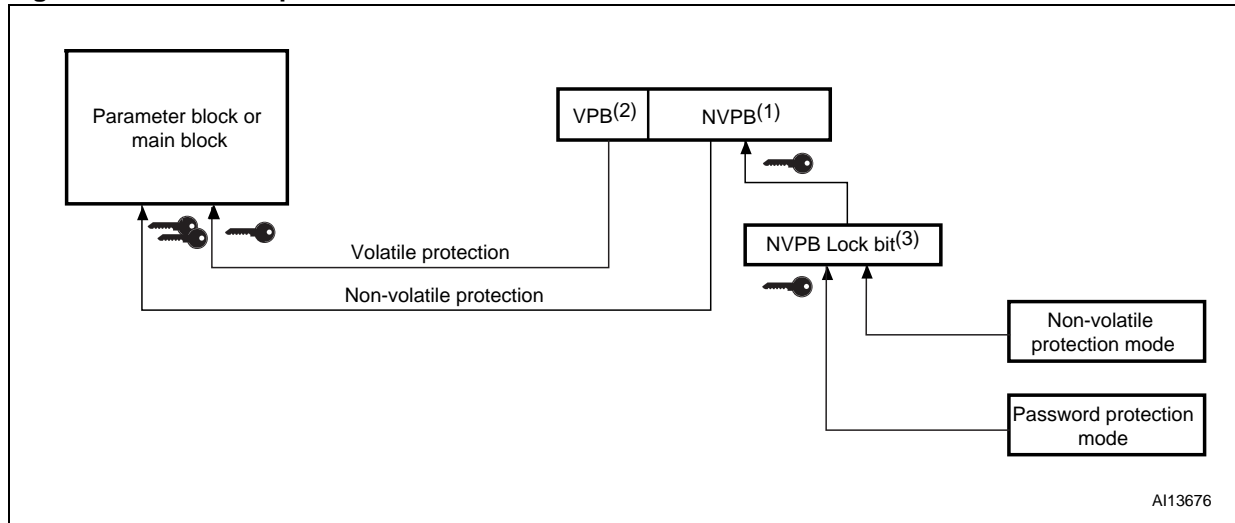 Parameter block or
main block
VPB(2)
NVPB(1)
NVPB Lock bit(3)
Volatile protection
Non-volatile protection
Non-volatile
protection mode
Password protection
mode
AI13676